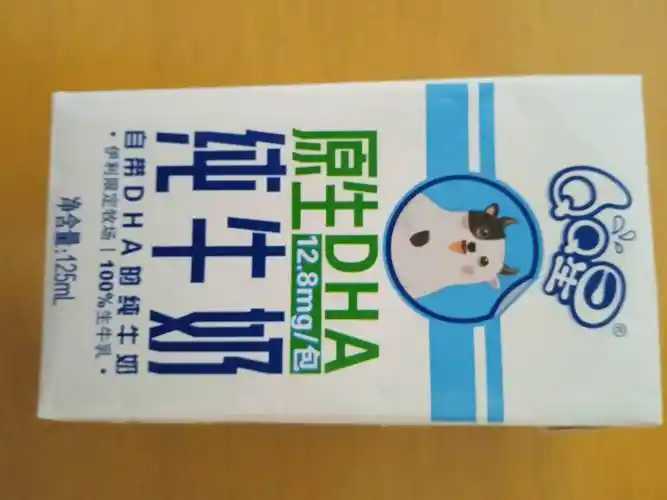 QQ星®
原生DHA
12.8mg/包
纯牛奶
自带DHA的纯牛奶
·伊利限定牧场|100%生牛乳·
净含量:125mL